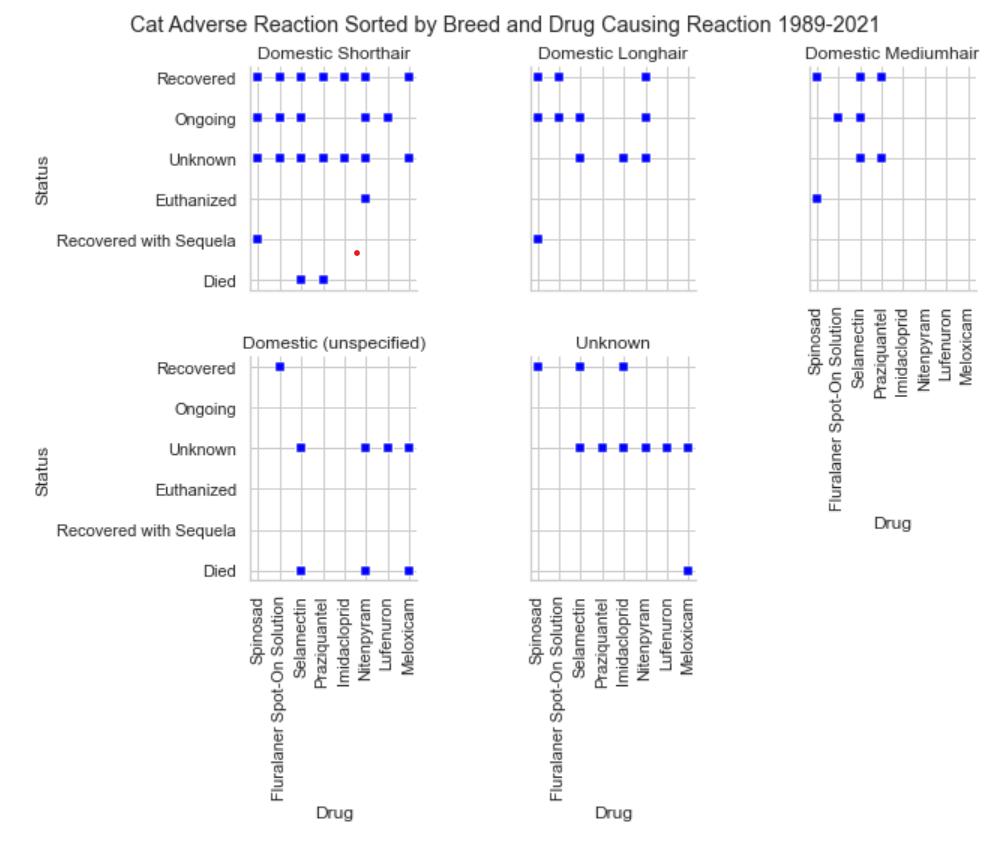 Cat Adverse Reaction Sorted by Breed and Drug Causing Reaction 1989-2021
Domestic Shorthair
Domestic Longhair
Domestic Mediumhair
Status
Recovered
Ongoing
Unknown
Euthanized
Recovered with Sequela
Died
Spinosad
Fluralaner Spot-On Solution
Selamectin
Praziquantel
Imidacloprid
Nitenpyram
Lufenuron
Meloxicam
Drug
Domestic (unspecified)
Unknown
Status
Recovered
Ongoing
Unknown
Euthanized
Recovered with Sequela
Died
Spinosad
Fluralaner Spot-On Solution
Selamectin
Praziquantel
Imidacloprid
Nitenpyram
Lufenuron
Meloxicam
Drug
Spinosad
Fluralaner Spot-On Solution
Selamectin
Praziquantel
Imidacloprid
Nitenpyram
Lufenuron
Meloxicam
Drug